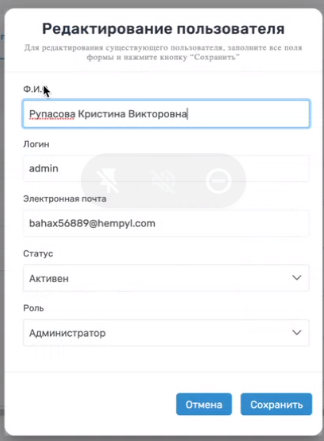 Редактирование пользователя
Для редактирования существующего пользователя, заполните все поля
формы и нажмите кнопку “Сохранить”
Ф.И.
Рупасова Кристина Викторовна
Логин
admin
Электронная почта
bahax56889@hempyl.com
Статус
Активен
Роль
Администратор
Отмена
Сохранить